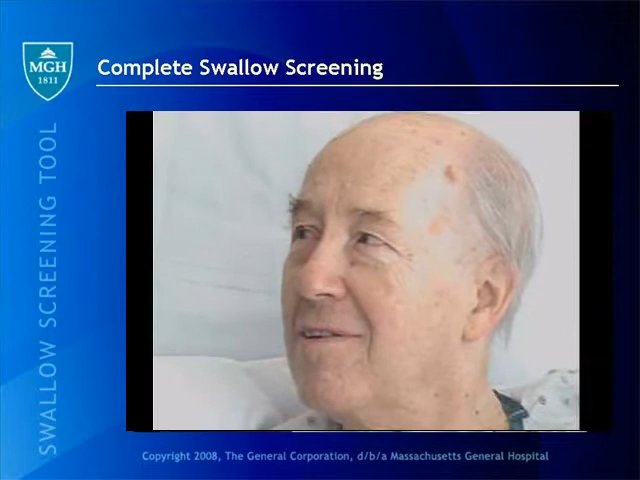 MGH
1811
Complete Swallow Screening
SWALLOW SCREENING TOOL
Copyright 2008, The General Corporation, d/b/a Massachusetts General Hospital